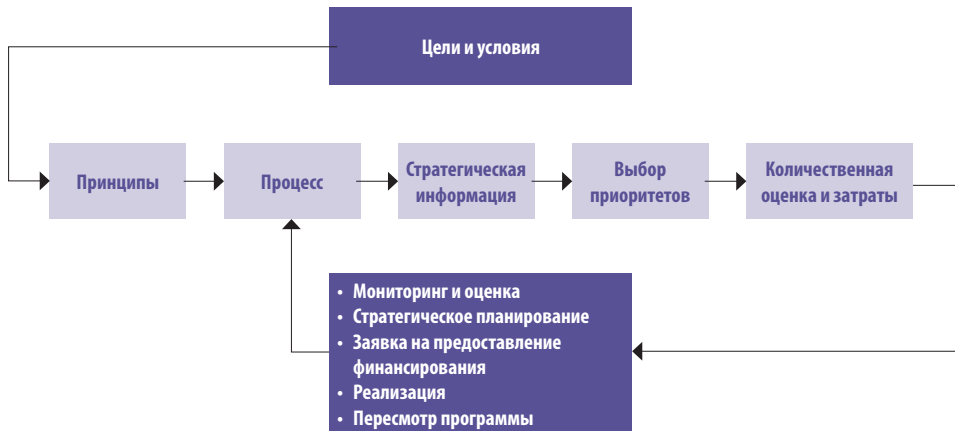 Цели и условия
Принципы
Процесс
Стратегическая
информация
Выбор
приоритетов
Количественная
оценка и затраты
• Мониторинг и оценка
• Стратегическое планирование
• Заявка на предоставление
финансирования
• Реализация
• Пересмотр программы